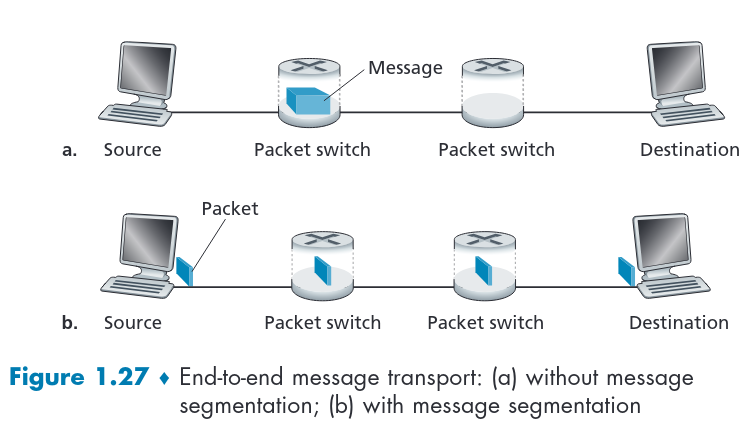 Message
a. Source Packet switch Packet switch Destination
Packet
b. Source Packet switch Packet switch Destination
Figure 1.27 ♦ End-to-end message transport: (a) without message
segmentation; (b) with message segmentation